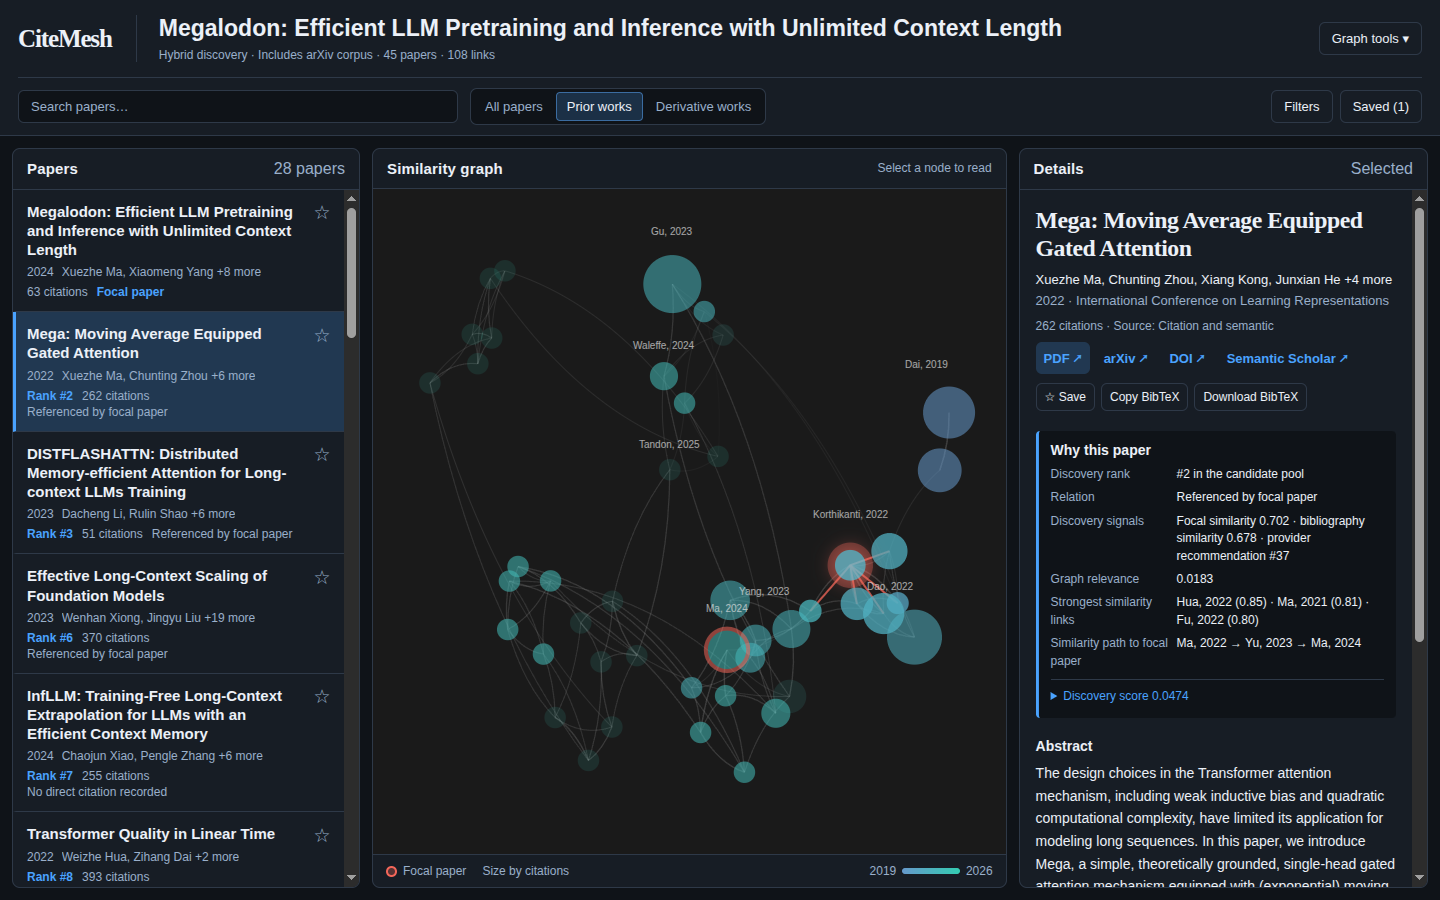 CiteMesh
Megalodon: Efficient LLM Pretraining and Inference with Unlimited Context Length
Hybrid discovery · Includes arXiv corpus · 45 papers · 108 links
Graph tools ▾
Search papers…
All papers
Prior works
Derivative works
Filters
Saved (1)
Papers
28 papers
Megalodon: Efficient LLM Pretraining
and Inference with Unlimited Context
Length
☆
2024 Xuezhe Ma, Xiaomeng Yang +8 more
63 citations Focal paper
Mega: Moving Average Equipped
Gated Attention
☆
2022 Xuezhe Ma, Chunting Zhou +6 more
Rank #2 262 citations
Referenced by focal paper
DISTFLASHATTN: Distributed
Memory-efficient Attention for Long-
context LLMs Training
☆
2023 Dacheng Li, Rulin Shao +6 more
Rank #3 51 citations Referenced by focal paper
Effective Long-Context Scaling of
Foundation Models
☆
2023 Wenhan Xiong, Jingyu Liu +19 more
Rank #6 370 citations
Referenced by focal paper
InfLLM: Training-Free Long-Context
Extrapolation for LLMs with an
Efficient Context Memory
☆
2024 Chaojun Xiao, Pengle Zhang +6 more
Rank #7 255 citations
No direct citation recorded
Transformer Quality in Linear Time
☆
2022 Weizhe Hua, Zihang Dai +2 more
Rank #8 393 citations
Similarity graph
Select a node to read
Gu, 2023
Waleffe, 2024
Dai, 2019
Tandon, 2025
Korthikanti, 2022
Dao, 2022
Yang, 2023
Ma, 2024
Focal paper
Size by citations
2019
2026
Details
Selected
Mega: Moving Average Equipped
Gated Attention
Xuezhe Ma, Chunting Zhou, Xiang Kong, Junxian He +4 more
2022 · International Conference on Learning Representations
262 citations · Source: Citation and semantic
PDF ↗
arXiv ↗
DOI ↗
Semantic Scholar ↗
☆ Save
Copy BibTeX
Download BibTeX
Why this paper
Discovery rank
#2 in the candidate pool
Relation
Referenced by focal paper
Discovery signals
Focal similarity 0.702 · bibliography
similarity 0.678 · provider
recommendation #37
Graph relevance
0.0183
Strongest similarity
links
Hua, 2022 (0.85) · Ma, 2021 (0.81) ·
Fu, 2022 (0.80)
Similarity path to focal
paper
Ma, 2022 → Yu, 2023 → Ma, 2024
Discovery score 0.0474
Abstract
The design choices in the Transformer attention
mechanism, including weak inductive bias and quadratic
computational complexity, have limited its application for
modeling long sequences. In this paper, we introduce
Mega, a simple, theoretically grounded, single-head gated
attention mechanism equipped with (exponential) moving